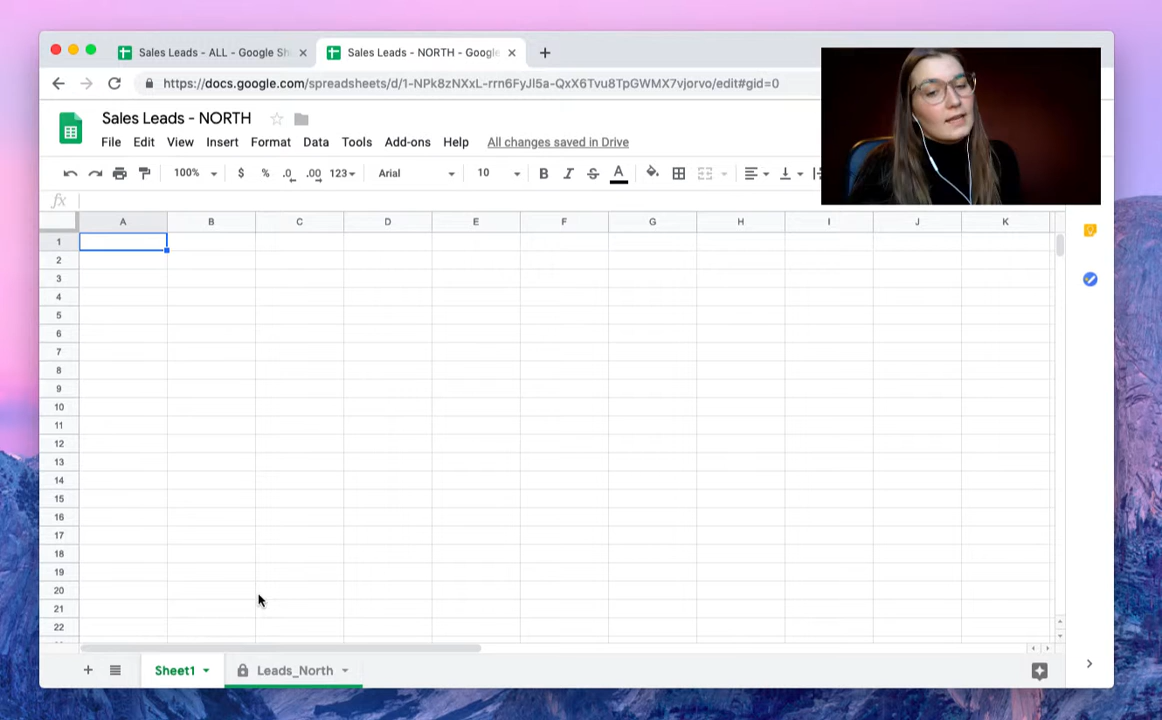 Sales Leads - ALL - Google Sh
Sales Leads - NORTH - Google
https://docs.google.com/spreadsheets/d/1-NPk8zNXxL-rrn6FyJl5a-QxX6Tvu8TpGWMX7vjorvo/edit#gid=0
Sales Leads - NORTH
File Edit View Insert Format Data Tools Add-ons Help All changes saved in Drive
100% $ % .0 .00 123 Arial 10 B I S A
fx
A B C D E F G H I J K
1
2
3
4
5
6
7
8
9
10
11
12
13
14
15
16
17
18
19
20
21
22
+ Sheet1 Leads_North